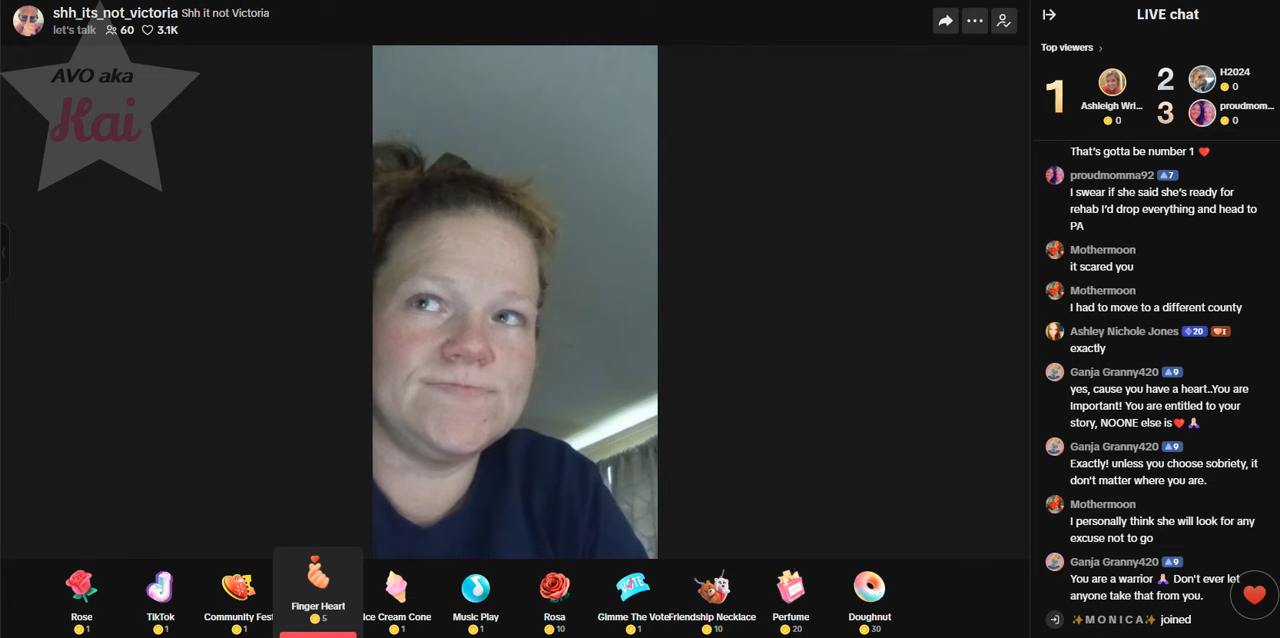 shh_its_not_victoria Shh it not Victoria
let's talk 60 3.1K
AVO aka
Kai
LIVE chat
Top viewers
1
Ashleigh Wri...
0
2
H2024
0
3
proudmom...
0
That's gotta be number 1 ❤️
proudmomma92 7
I swear if she said she's ready for
rehab I'd drop everything and head to
PA
Mothermoon
it scared you
Mothermoon
I had to move to a different county
Ashley Nichole Jones 20 I
exactly
Ganja Granny420 9
yes, cause you have a heart..You are
Important! You are entitled to your
story, NOONE else is❤️🙏🏻
Ganja Granny420 9
Exactly! unless you choose sobriety, it
don't matter where you are.
Mothermoon
I personally think she will look for any
excuse not to go
Ganja Granny420 9
You are a warrior 🙏🏻 Don't ever let
anyone take that from you.
✨M O N I C A✨ joined
Rose
1
TikTok
1
Community Fest
1
Finger Heart
5
Ice Cream Cone
1
Music Play
1
Rosa
10
VOTE
Gimme The Vote
1
Friendship Necklace
10
Perfume
20
Doughnut
30